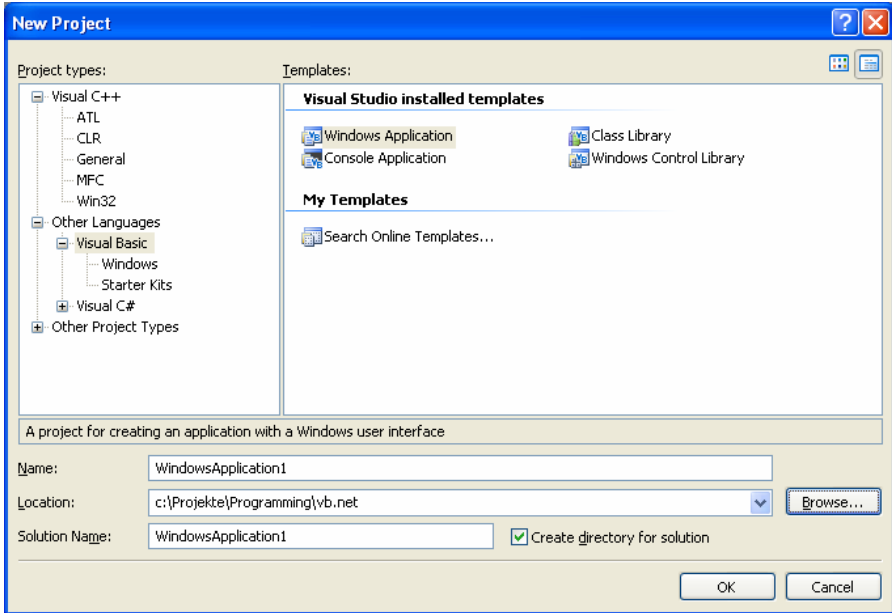 New Project
Project types:
Templates:
Visual C++
ATL
CLR
General
MFC
Win32
Other Languages
Visual Basic
Windows
Starter Kits
Visual C#
Other Project Types
Visual Studio installed templates
Windows Application
Class Library
Console Application
Windows Control Library
My Templates
Search Online Templates...
A project for creating an application with a Windows user interface
Name:
WindowsApplication1
Location:
c:\Projekte\Programming\vb.net
Browse...
Solution Name:
WindowsApplication1
Create directory for solution
OK
Cancel